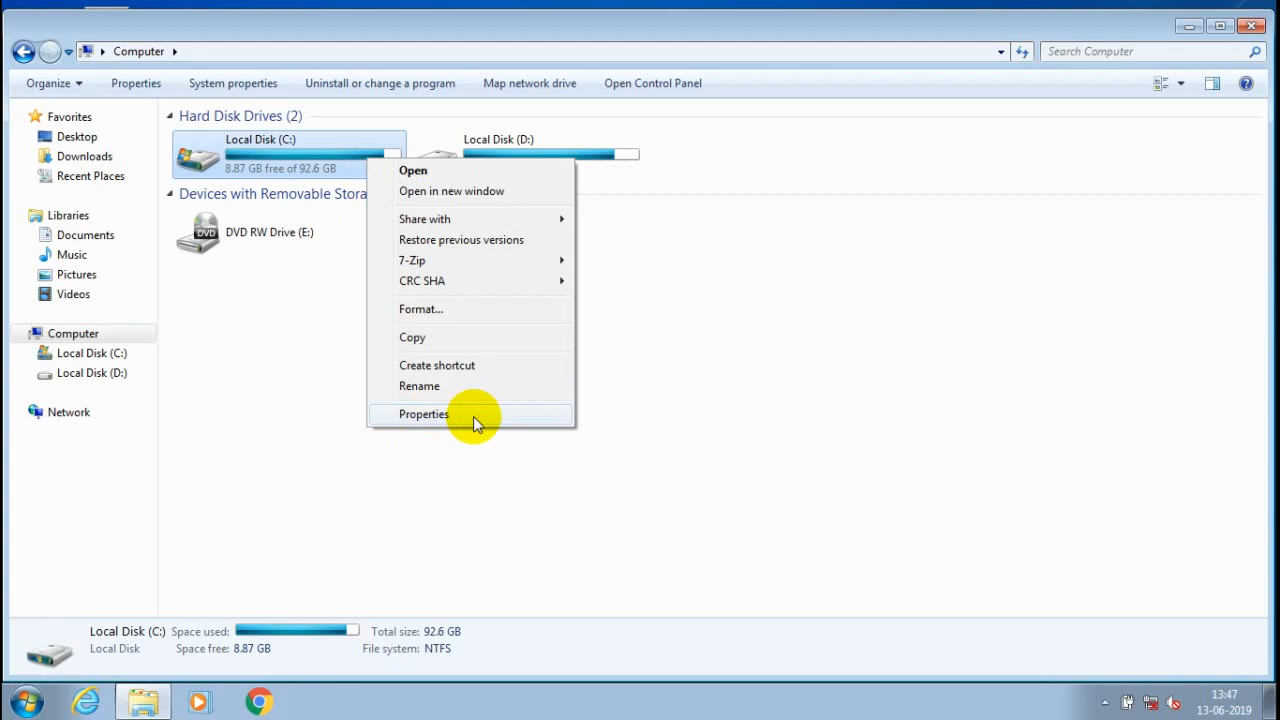 Computer
Search Computer
Organize
Properties
System properties
Uninstall or change a program
Map network drive
Open Control Panel
Favorites
Desktop
Downloads
Recent Places
Libraries
Documents
Music
Pictures
Videos
Computer
Local Disk (C:)
Local Disk (D:)
Network
Hard Disk Drives (2)
Local Disk (C:)
8.87 GB free of 92.6 GB
Local Disk (D:)
Devices with Removable Stora
DVD
DVD RW Drive (E:)
Open
Open in new window
Share with
Restore previous versions
7-Zip
CRC SHA
Format...
Copy
Create shortcut
Rename
Properties
Local Disk (C:) Space used: Total size: 92.6 GB
Local Disk Space free: 8.87 GB File system: NTFS
13:47
13-06-2019